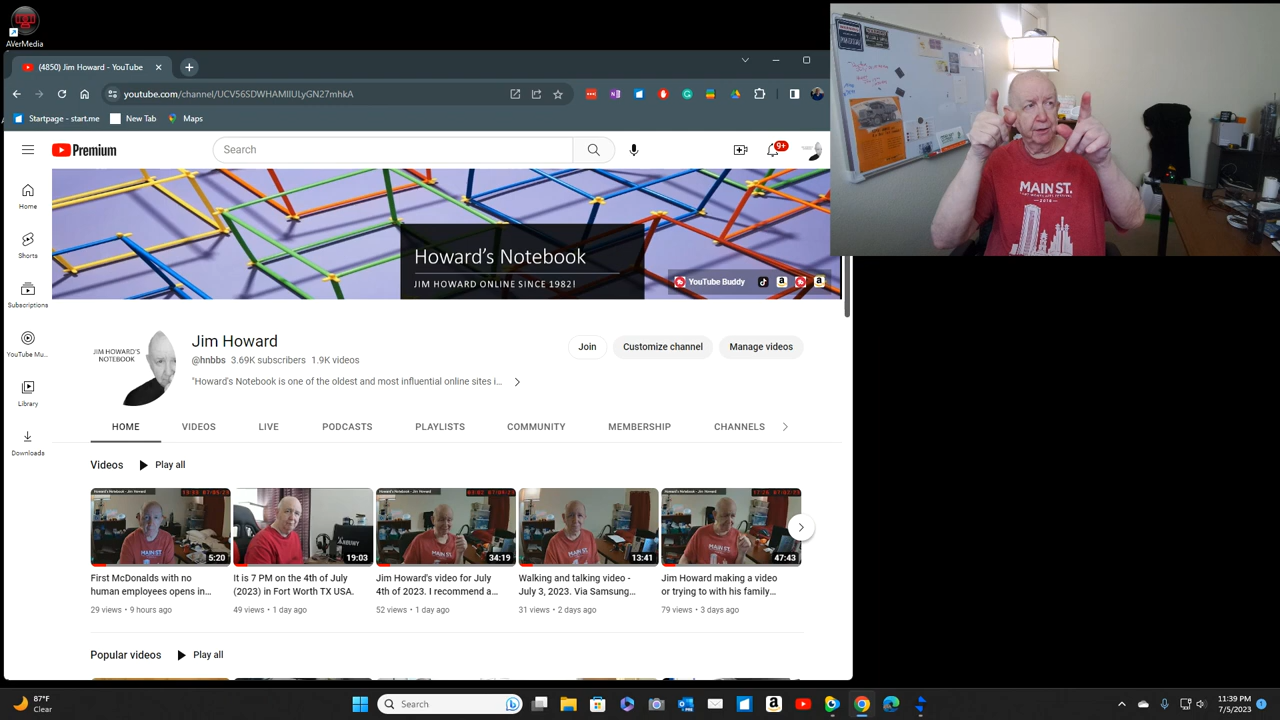 AVerMedia
(4850) Jim Howard - YouTube
youtube.com/channel/UCV56SDWHAMIIULyGN27mhkA
Startpage - start.me
New Tab
Maps
Premium
Search
9+
Home
Shorts
Subscriptions
YouTube Mu...
Library
Downloads
Howard's Notebook
JIM HOWARD ONLINE SINCE 1982!
YouTube Buddy
JIM HOWARD'S
NOTEBOOK
Jim Howard
@hnbbs 3.69K subscribers 1.9K videos
"Howard's Notebook is one of the oldest and most influential online sites i...
Join
Customize channel
Manage videos
HOME VIDEOS LIVE PODCASTS PLAYLISTS COMMUNITY MEMBERSHIP CHANNELS
Videos Play all
5:20
19:03
34:19
13:41
47:43
First McDonalds with no
human employees opens in...
29 views • 9 hours ago
It is 7 PM on the 4th of July
(2023) in Fort Worth TX USA.
49 views • 1 day ago
Jim Howard's video for July
4th of 2023. I recommend a...
52 views • 1 day ago
Walking and talking video -
July 3, 2023. Via Samsung...
31 views • 2 days ago
Jim Howard making a video
or trying to with his family...
79 views • 3 days ago
Popular videos Play all
MAIN ST.
2018
87°F
Clear
Search
11:39 PM
7/5/2023